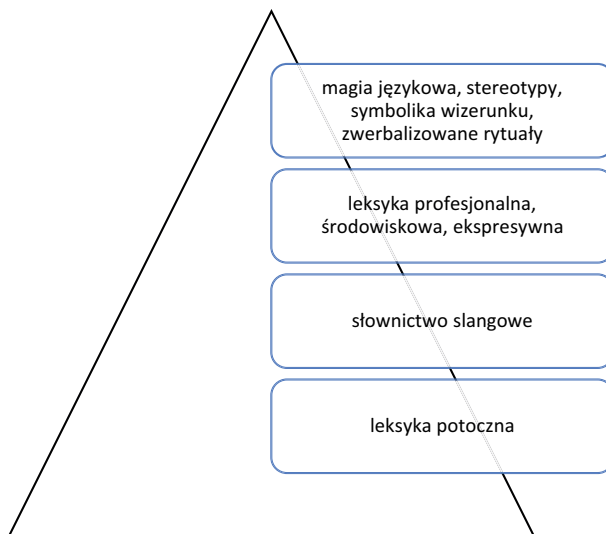 magia językowa, stereotypy,
symbolika wizerunku,
zwerbalizowane rytuały
leksyka profesjonalna,
środowiskowa, ekspresywna
słownictwo slangowe
leksyka potoczna